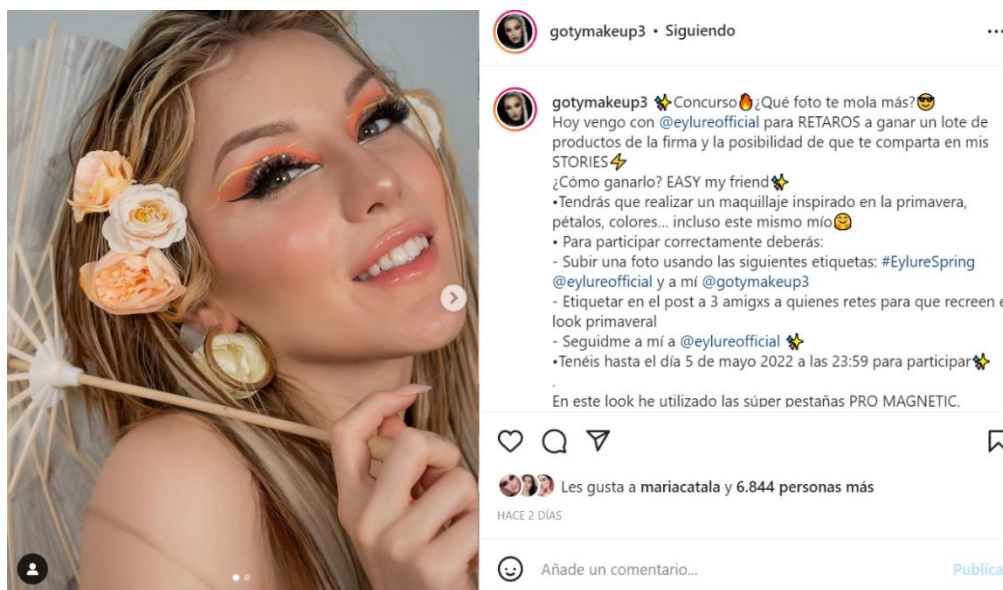 gotymakeup3 • Siguiendo
gotymakeup3 ✨Concurso🔥¿Qué foto te mola más?😎
Hoy vengo con @eylureofficial para RETAROS a ganar un lote de
productos de la firma y la posibilidad de que te comparta en mis
STORIES⚡
¿Cómo ganarlo? EASY my friend✨
•Tendrás que realizar un maquillaje inspirado en la primavera,
pétalos, colores... incluso este mismo mío🤗
• Para participar correctamente deberás:
- Subir una foto usando las siguientes etiquetas: #EylureSpring
@eylureofficial y a mí @gotymakeup3
- Etiquetar en el post a 3 amigxs a quienes retes para que recreen e
look primaveral
- Seguidme a mí a @eylureofficial ✨
•Tenéis hasta el día 5 de mayo 2022 a las 23:59 para participar✨
.
En este look he utilizado las súper pestañas PRO MAGNETIC,
Les gusta a mariacatala y 6.844 personas más
HACE 2 DÍAS
Añade un comentario...
Publica